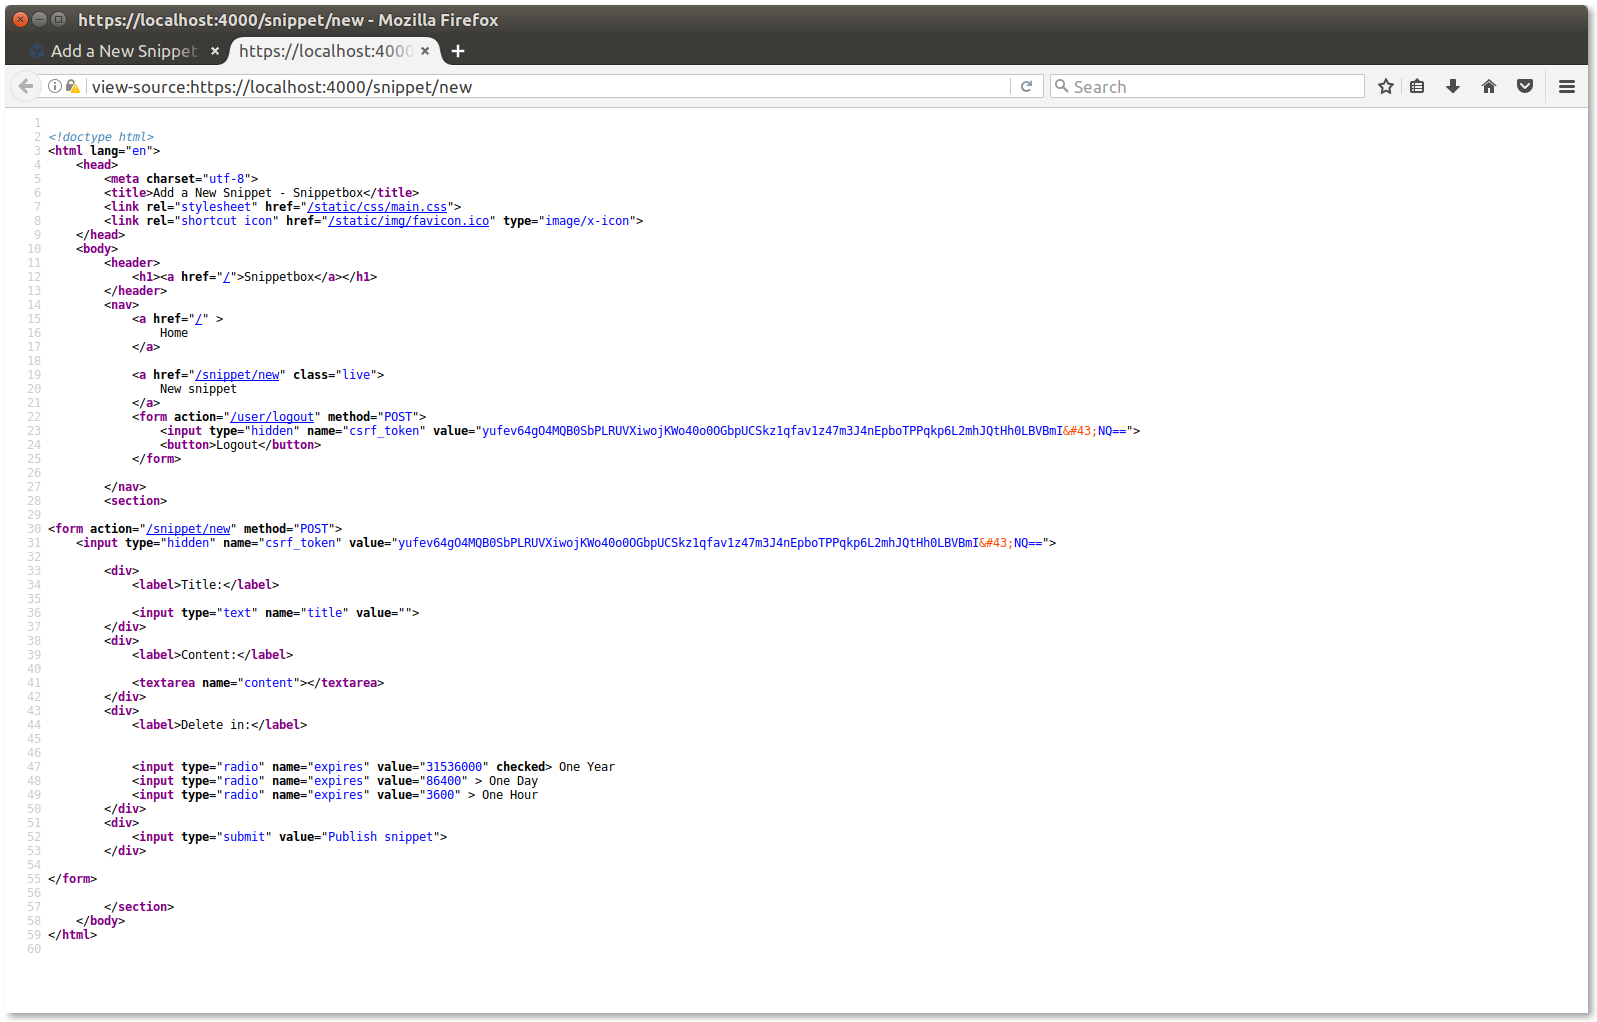 https://localhost:4000/snippet/new - Mozilla Firefox
Add a New Snippet
https://localhost:4000
view-source:https://localhost:4000/snippet/new
Search
1
2 <!doctype html>
3 <html lang="en">
4 <head>
5 <meta charset="utf-8">
6 <title>Add a New Snippet - Snippetbox</title>
7 <link rel="stylesheet" href="/static/css/main.css">
8 <link rel="shortcut icon" href="/static/img/favicon.ico" type="image/x-icon">
9 </head>
10 <body>
11 <header>
12 <h1><a href="/">Snippetbox</a></h1>
13 </header>
14 <nav>
15 <a href="/" >
16 Home
17 </a>
18
19 <a href="/snippet/new" class="live">
20 New snippet
21 </a>
22 <form action="/user/logout" method="POST">
23 <input type="hidden" name="csrf_token" value="yufev64gO4MQB0SbPLRUVXiwojKWo40o0OGbpUCSkz1qfav1z47m3J4nEpboTPPqkp6L2mhJQtHh0LBVBmI&#43;NQ==">
24 <button>Logout</button>
25 </form>
26
27 </nav>
28 <section>
29
30 <form action="/snippet/new" method="POST">
31 <input type="hidden" name="csrf_token" value="yufev64gO4MQB0SbPLRUVXiwojKWo40o0OGbpUCSkz1qfav1z47m3J4nEpboTPPqkp6L2mhJQtHh0LBVBmI&#43;NQ==">
32
33 <div>
34 <label>Title:</label>
35
36 <input type="text" name="title" value="">
37 </div>
38 <div>
39 <label>Content:</label>
40
41 <textarea name="content"></textarea>
42 </div>
43 <div>
44 <label>Delete in:</label>
45
46
47 <input type="radio" name="expires" value="31536000" checked> One Year
48 <input type="radio" name="expires" value="86400" > One Day
49 <input type="radio" name="expires" value="3600" > One Hour
50 </div>
51 <div>
52 <input type="submit" value="Publish snippet">
53 </div>
54
55 </form>
56
57 </section>
58 </body>
59 </html>
60